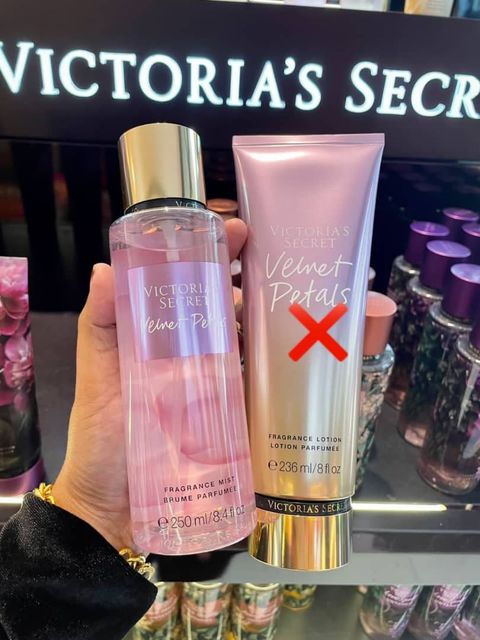 VICTORIA'S SECR
VICTORIA'S
SECRET
Velvet Petals
FRAGRANCE MIST
BRUME PARFUMÉE
℮ 250 ml/8.4 fl oz
VICTORIA'S
SECRET
Velvet
Petals
FRAGRANCE LOTION
LOTION PARFUMÉE
℮ 236 ml/8 fl oz
VICTORIA'S SECRET